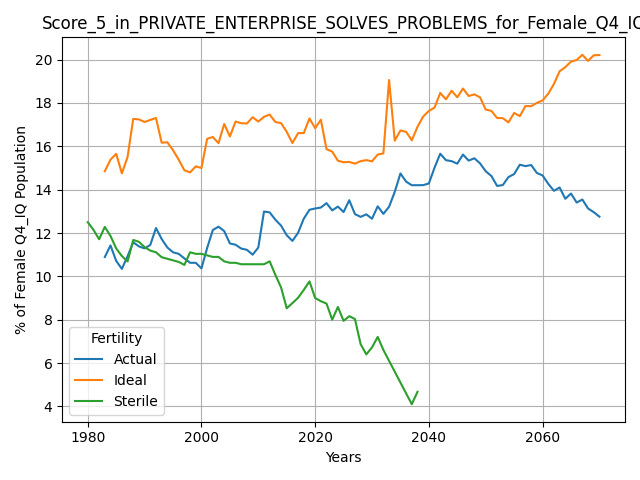 Score_5_in_PRIVATE_ENTERPRISE_SOLVES_PROBLEMS_for_Female_Q4_IQ
% of Female Q4_IQ Population
20
18
16
14
12
10
8
6
4
Fertility
Actual
Ideal
Sterile
1980 2000 2020 2040 2060
Years